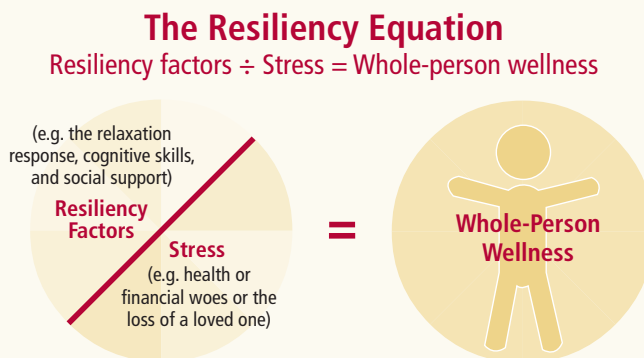 The Resiliency Equation
Resiliency factors ÷ Stress = Whole-person wellness
(e.g. the relaxation
response, cognitive skills,
and social support)
Resiliency
Factors
Stress
(e.g. health or
financial woes or the
loss of a loved one)
=
Whole-Person
Wellness